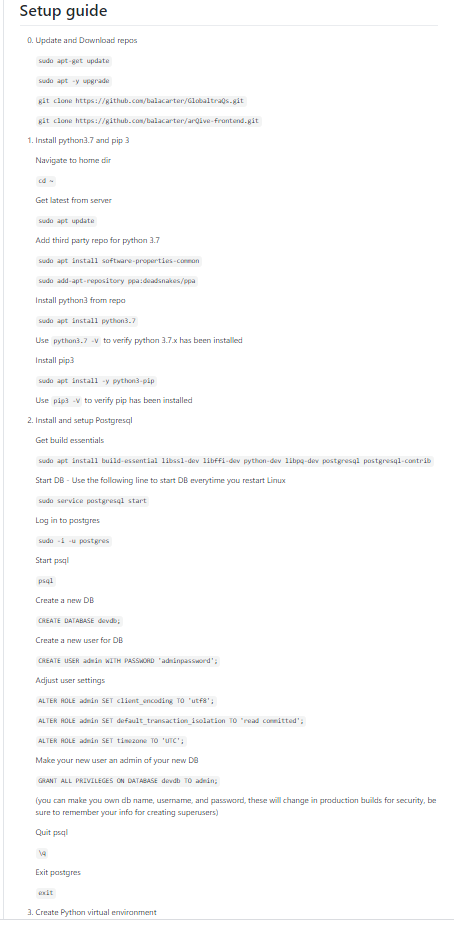 Setup guide
0. Update and Download repos
sudo apt-get update
sudo apt -y upgrade
git clone https://github.com/balacarter/GlobaltraQs.git
git clone https://github.com/balacarter/arQive-frontend.git
1. Install python3.7 and pip 3
Navigate to home dir
cd ~
Get latest from server
sudo apt update
Add third party repo for python 3.7
sudo apt install software-properties-common
sudo add-apt-repository ppa:deadsnakes/ppa
Install python3 from repo
sudo apt install python3.7
Use python3.7 -V to verify python 3.7.x has been installed
Install pip3
sudo apt install -y python3-pip
Use pip3 -V to verify pip has been installed
2. Install and setup Postgresql
Get build essentials
sudo apt install build-essential libssl-dev libffi-dev python-dev libpq-dev postgresql postgresql-contrib
Start DB - Use the following line to start DB everytime you restart Linux
sudo service postgresql start
Log in to postgres
sudo -i -u postgres
Start psql
psql
Create a new DB
CREATE DATABASE devdb;
Create a new user for DB
CREATE USER admin WITH PASSWORD 'adminpassword';
Adjust user settings
ALTER ROLE admin SET client_encoding TO 'utf8';
ALTER ROLE admin SET default_transaction_isolation TO 'read committed';
ALTER ROLE admin SET timezone TO 'UTC';
Make your new user an admin of your new DB
GRANT ALL PRIVILEGES ON DATABASE devdb TO admin;
(you can make you own db name, username, and password, these will change in production builds for security, be
sure to remember your info for creating superusers)
Quit psql
\q
Exit postgres
exit
3. Create Python virtual environment